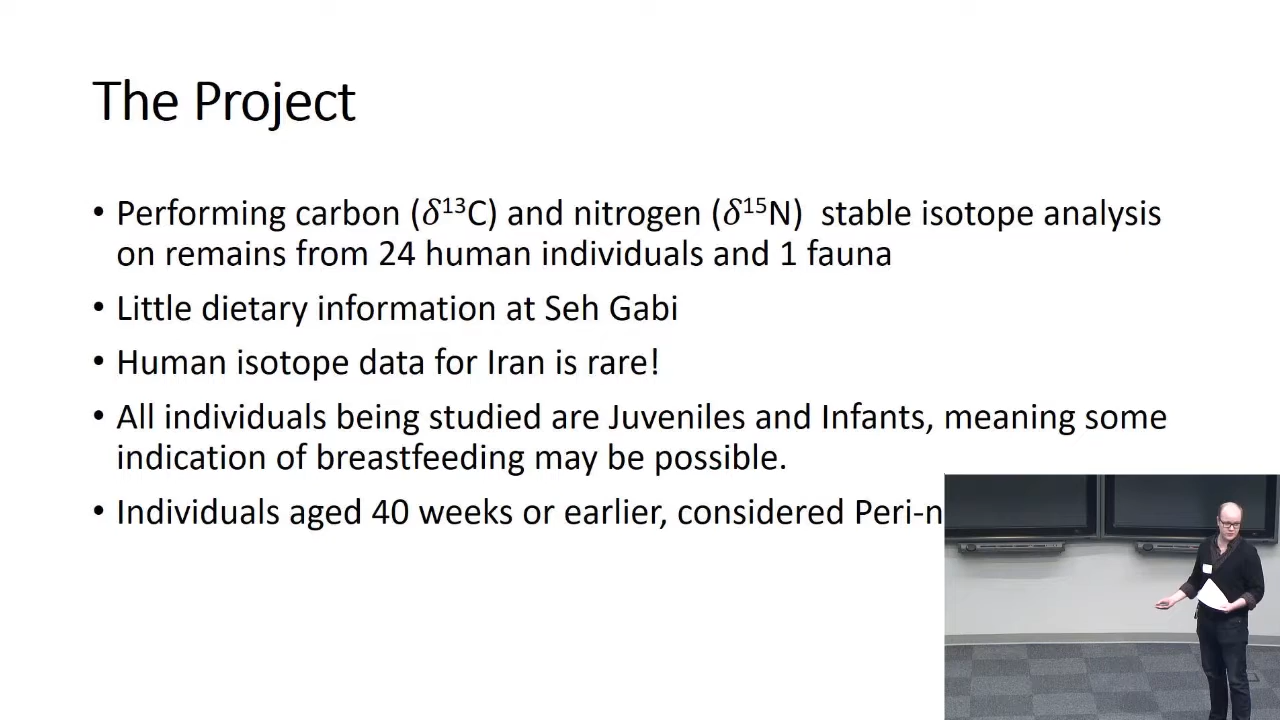 The Project
• Performing carbon (𝛿¹³C) and nitrogen (𝛿¹⁵N) stable isotope analysis
on remains from 24 human individuals and 1 fauna
• Little dietary information at Seh Gabi
• Human isotope data for Iran is rare!
• All individuals being studied are Juveniles and Infants, meaning some
indication of breastfeeding may be possible.
• Individuals aged 40 weeks or earlier, considered Peri-n